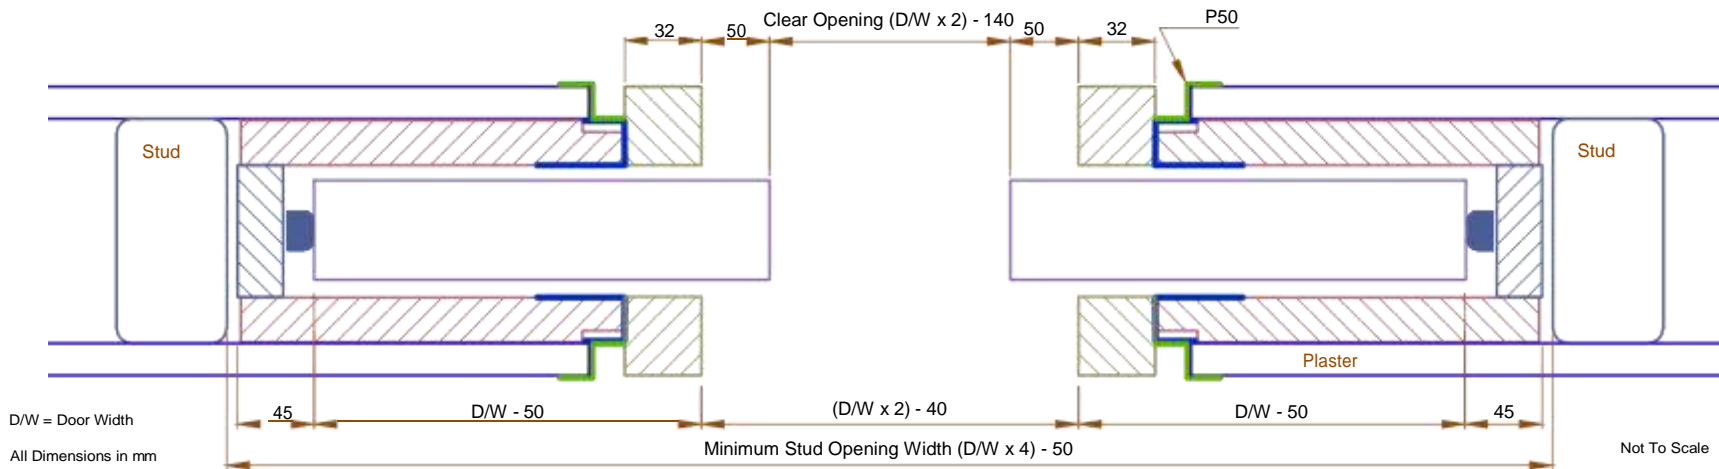 Clear Opening (D/W x 2) - 140
P50
32
50
50
32
Stud
Stud
Plaster
45
D/W - 50
(D/W x 2) - 40
D/W - 50
45
D/W = Door Width
Minimum Stud Opening Width (D/W x 4) - 50
All Dimensions in mm
Not To Scale